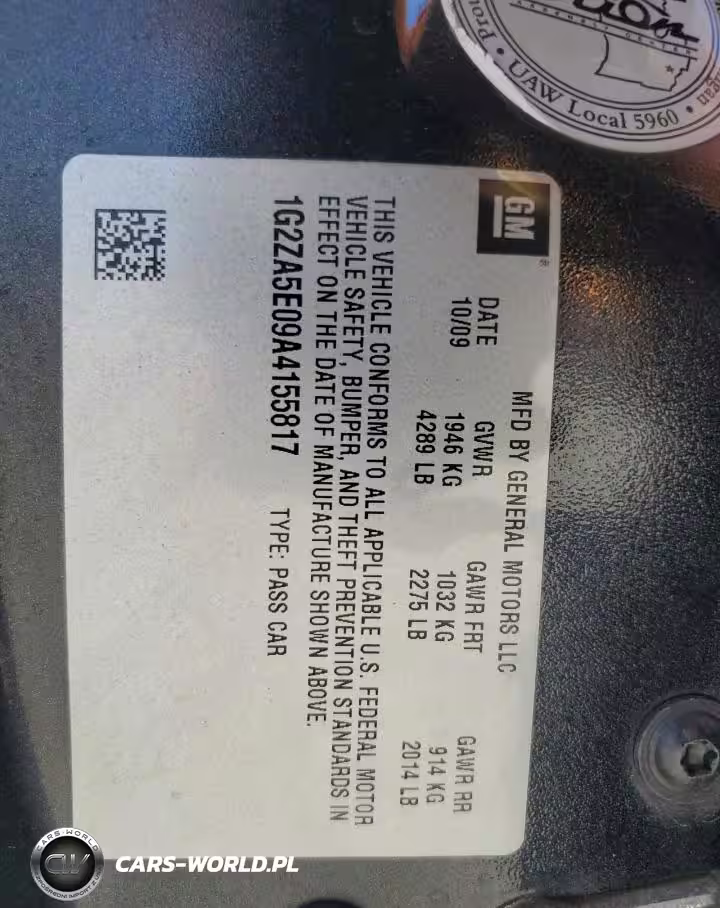 GM
MFD BY GENERAL MOTORS LLC
DATE GVWR GAWR FRT GAWR RR
10/09 1946 KG 1032 KG 914 KG
4289 LB 2275 LB 2014 LB
THIS VEHICLE CONFORMS TO ALL APPLICABLE U.S. FEDERAL MOTOR
VEHICLE SAFETY, BUMPER, AND THEFT PREVENTION STANDARDS IN
EFFECT ON THE DATE OF MANUFACTURE SHOWN ABOVE.
1G2ZA5E09A4155817 TYPE: PASS CAR
UAW Local 5960
CARS-WORLD
CW
CARS-WORLD.PL